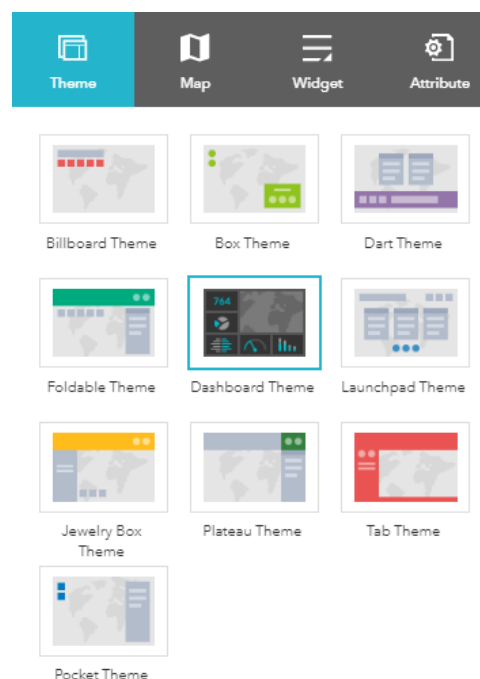 Theme Map Widget Attribute
Billboard Theme Box Theme Dart Theme
764
Foldable Theme Dashboard Theme Launchpad Theme
Jewelry Box Theme Plateau Theme Tab Theme
Pocket Theme